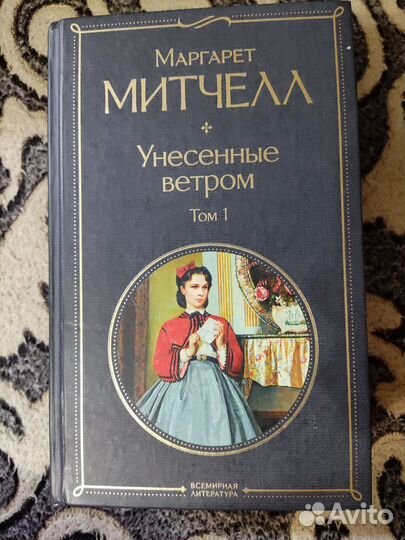 Маргарет
МИТЧЕЛЛ
Унесенные
ветром
Том 1
ВСЕМИРНАЯ
ЛИТЕРАТУРА
Avito